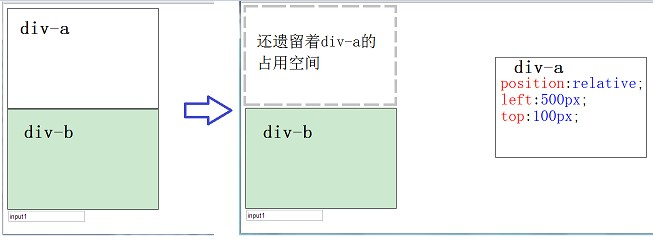 div-a
div-b
input1
还遗留着div-a的
占用空间
div-b
input1
div-a
position:relative;
left:500px;
top:100px;